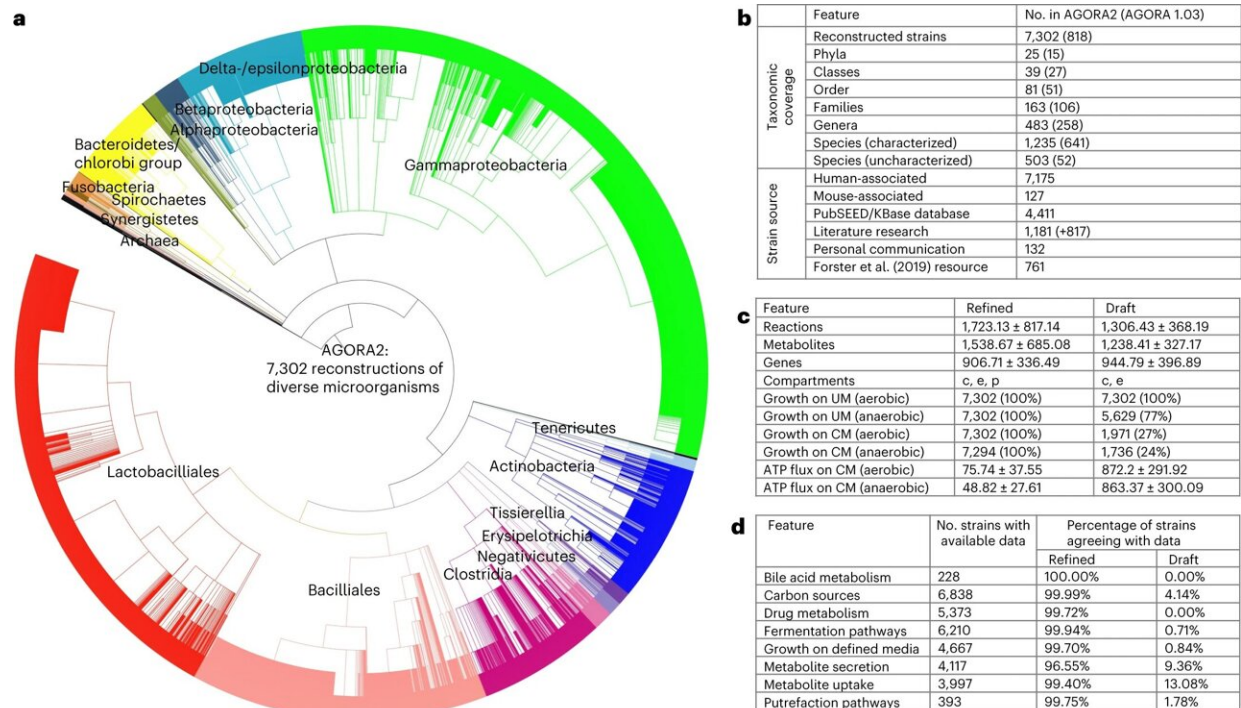 a
Delta-/epsilonproteobacteria
Betaproteobacteria
Alphaproteobacteria
Gammaproteobacteria
Bacteroidetes/
chlorobi group
Fusobacteria
Spirochaetes
Synergistetes
Archaea
AGORA2:
7,302 reconstructions of
diverse microorganisms
Tenericutes
Actinobacteria
Lactobacilliales
Tissierellia
Erysipelotrichia
Negativicutes
Clostridia
Bacilliales
b
Feature No. in AGORA2 (AGORA 1.03)
Taxonomic
coverage
Reconstructed strains 7,302 (818)
Phyla 25 (15)
Classes 39 (27)
Order 81 (51)
Families 163 (106)
Genera 483 (258)
Species (characterized) 1,235 (641)
Species (uncharacterized) 503 (52)
Strain source
Human-associated 7,175
Mouse-associated 127
PubSEED/KBase database 4,411
Literature research 1,181 (+817)
Personal communication 132
Forster et al. (2019) resource 761
c
Feature Refined Draft
Reactions 1,723.13 ± 817.14 1,306.43 ± 368.19
Metabolites 1,538.67 ± 685.08 1,238.41 ± 327.17
Genes 906.71 ± 336.49 944.79 ± 396.89
Compartments c, e, p c, e
Growth on UM (aerobic) 7,302 (100%) 7,302 (100%)
Growth on UM (anaerobic) 7,302 (100%) 5,629 (77%)
Growth on CM (aerobic) 7,302 (100%) 1,971 (27%)
Growth on CM (anaerobic) 7,294 (100%) 1,736 (24%)
ATP flux on CM (aerobic) 75.74 ± 37.55 872.2 ± 291.92
ATP flux on CM (anaerobic) 48.82 ± 27.61 863.37 ± 300.09
d
Feature No. strains with Percentage of strains
available data agreeing with data
Refined Draft
Bile acid metabolism 228 100.00% 0.00%
Carbon sources 6,838 99.99% 4.14%
Drug metabolism 5,373 99.72% 0.00%
Fermentation pathways 6,210 99.94% 0.71%
Growth on defined media 4,667 99.70% 0.84%
Metabolite secretion 4,117 96.55% 9.36%
Metabolite uptake 3,997 99.40% 13.08%
Putrefaction pathways 393 99.75% 1.78%